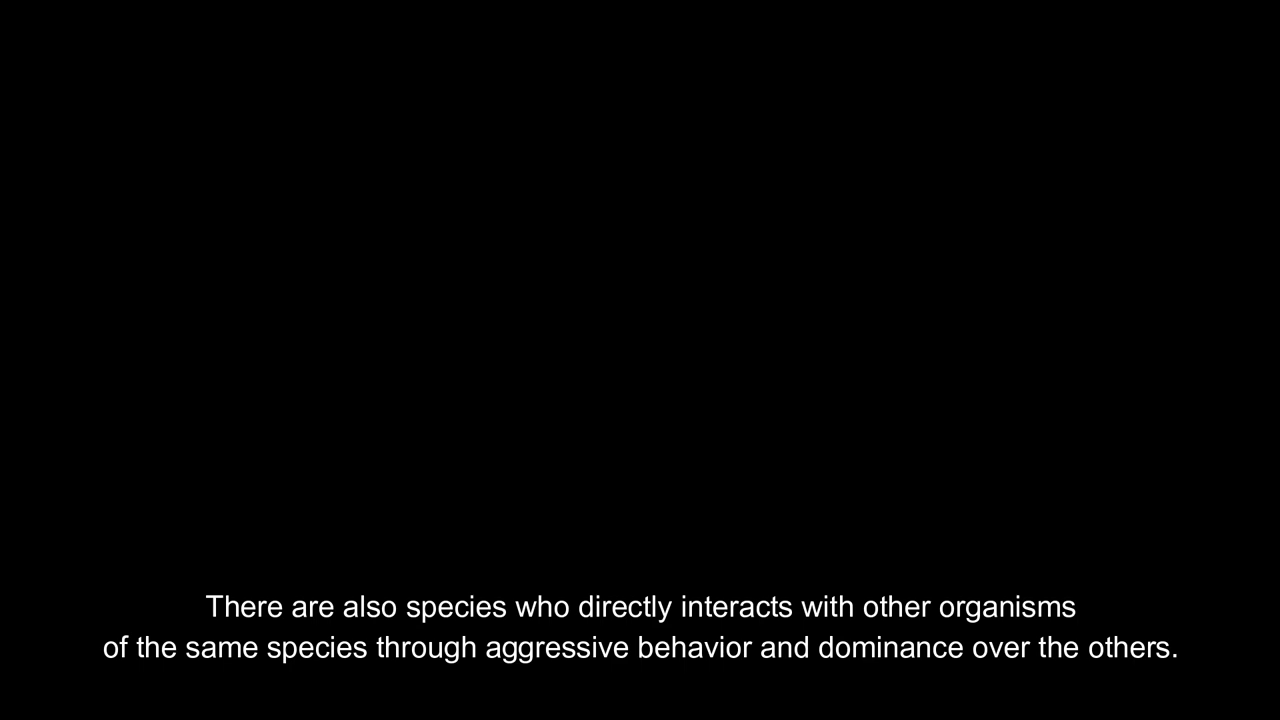 There are also species who directly interacts with other organisms
of the same species through aggressive behavior and dominance over the others.